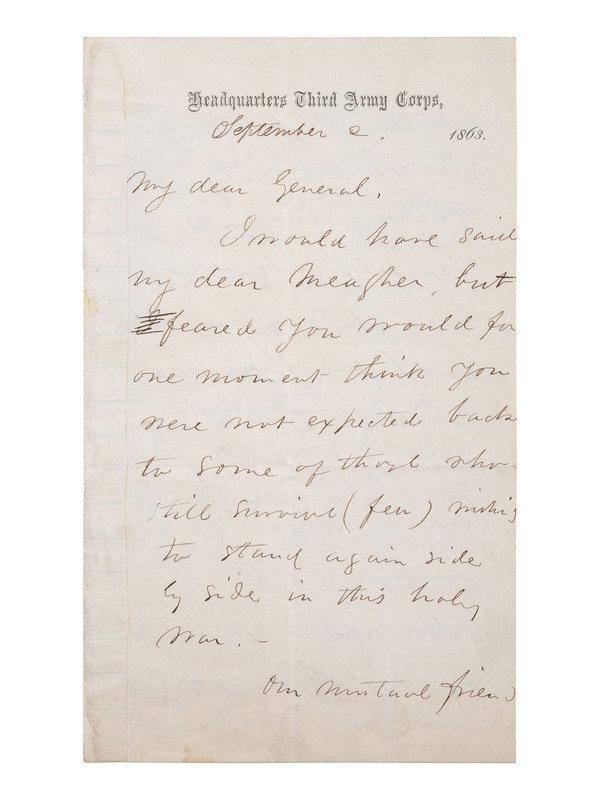 Headquarters Third Army Corps,
September 2. 1863.
My dear General,
I would have said
my dear Meagher, but
feared you would for
one moment think you
were not expected back
to some of those who
still survive (few)
to stand again side
by side in this holy
war. –
Our mutual friend